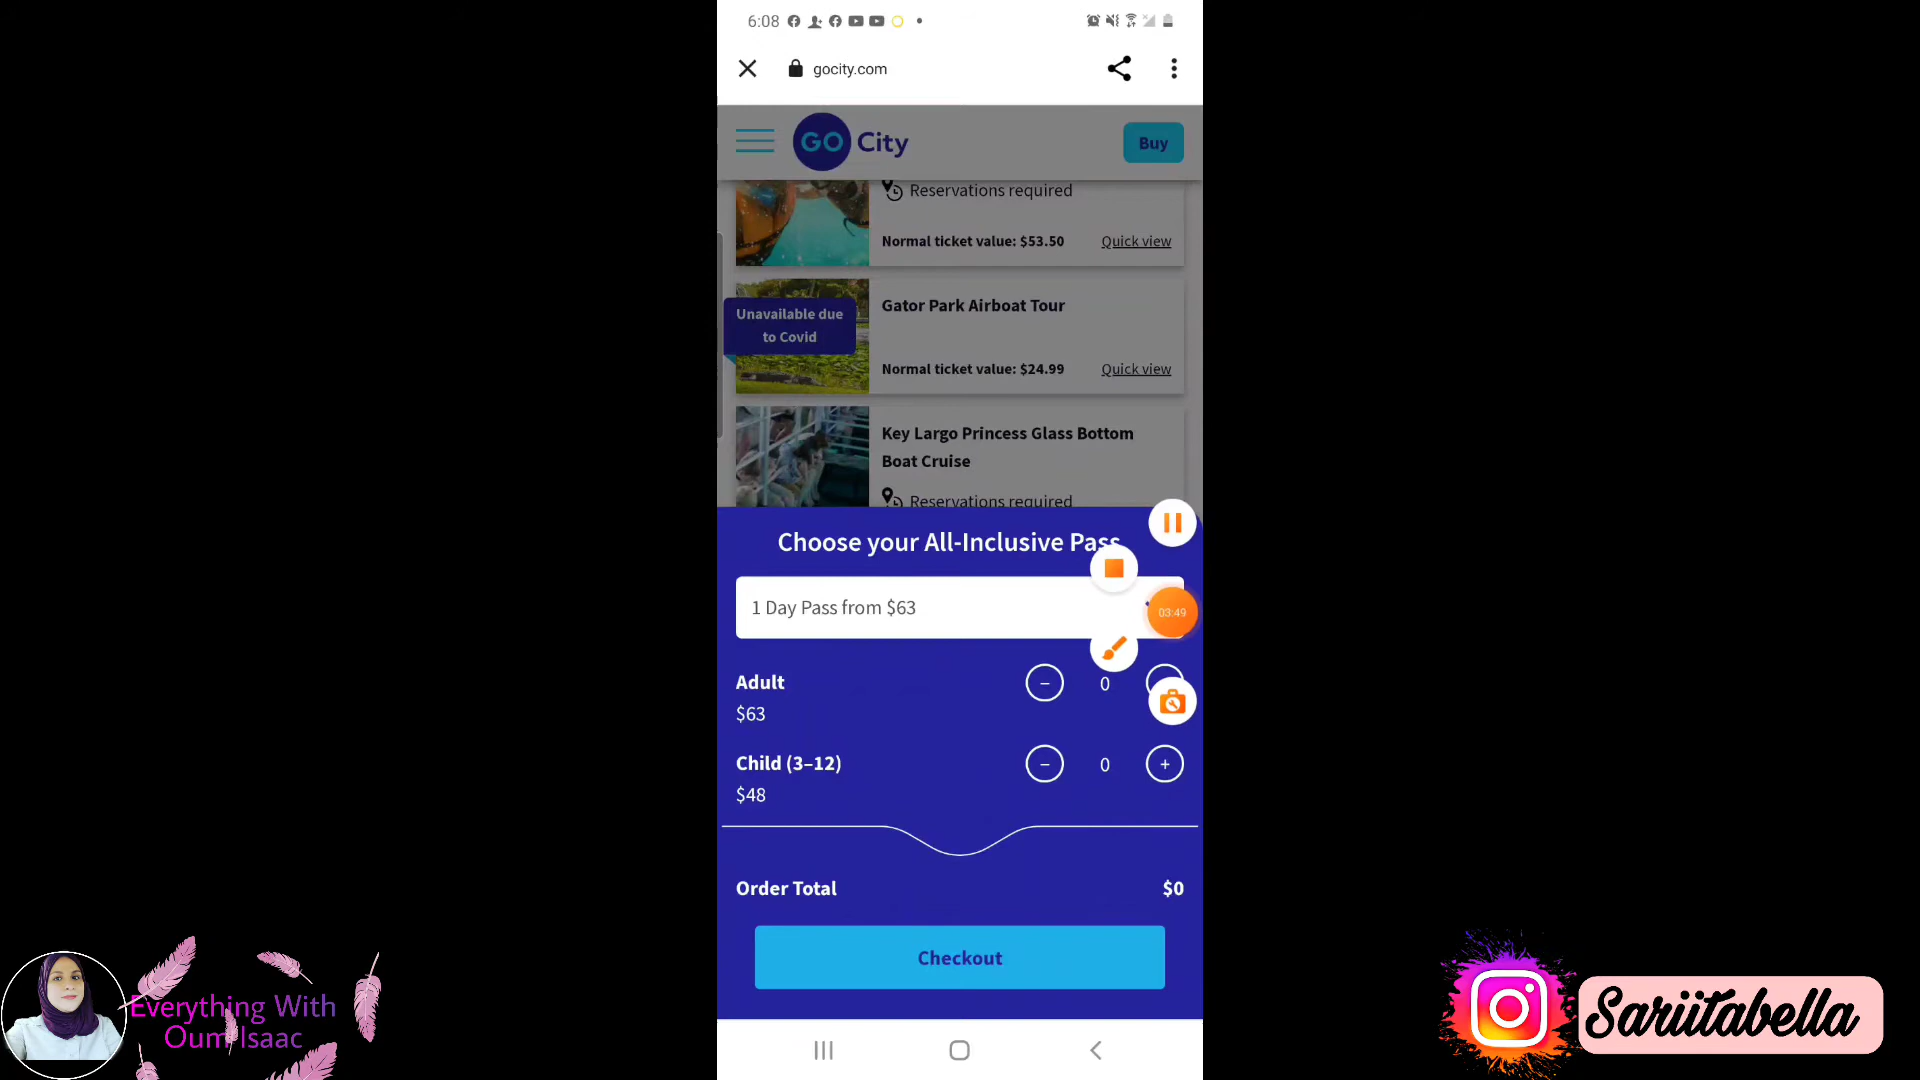 6:08
gocity.com
GO City
Buy
Reservations required
Normal ticket value: $53.50
Quick view
Unavailable due
to Covid
Gator Park Airboat Tour
Normal ticket value: $24.99
Quick view
Key Largo Princess Glass Bottom
Boat Cruise
Reservations required
Choose your All-Inclusive Pass
1 Day Pass from $63
03:49
Adult
0
$63
Child (3–12)
0
$48
Order Total
$0
Checkout
Everything With
Oum Isaac
Sariitabella